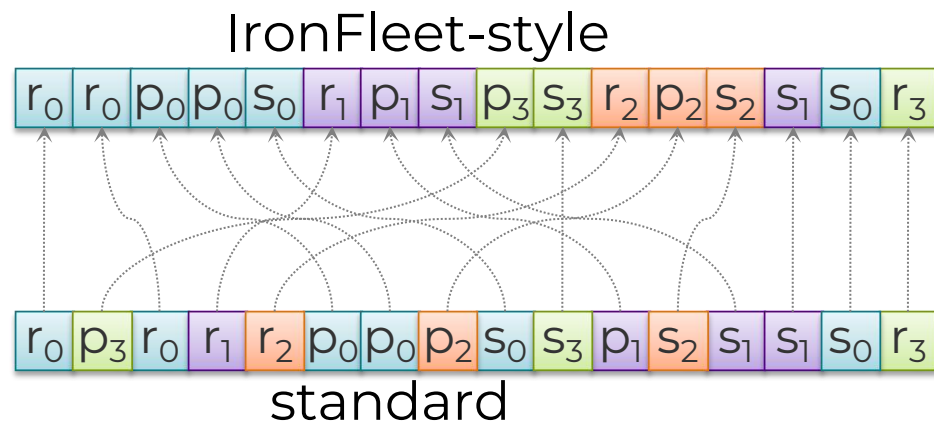 IronFleet-style
r₀ r₀ p₀ p₀ s₀ r₁ p₁ s₁ p₃ s₃ r₂ p₂ s₂ s₁ s₀ r₃
r₀ p₃ r₀ r₁ r₂ p₀ p₀ p₂ s₀ s₃ p₁ s₂ s₁ s₁ s₀ r₃
standard